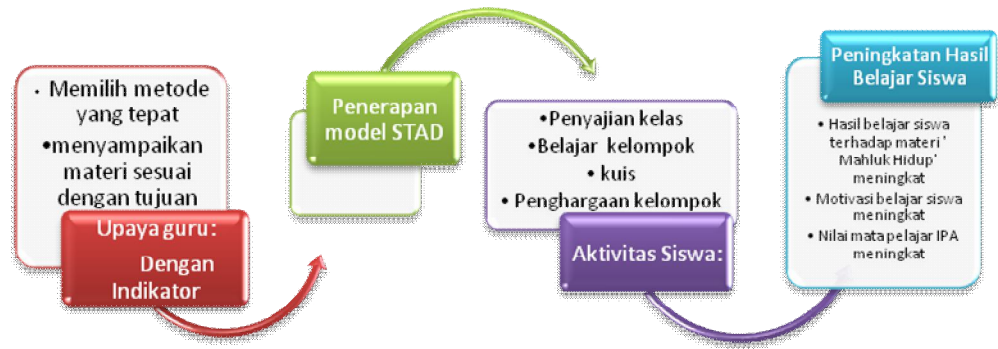 · Memilih metode
yang tepat
•menyampaikan
materi sesuai
dengan tujuan
Upaya guru:
Dengan
Indikator
Penerapan
model STAD
•Penyajian kelas
•Belajar kelompok
• kuis
• Penghargaan kelompok
Aktivitas Siswa:
Peningkatan Hasil
Belajar Siswa
• Hasil belajar siswa
terhadap materi '
Mahluk Hidup'
meningkat
• Motivasi belajar siswa
meningkat
• Nilai mata pelajar IPA
meningkat